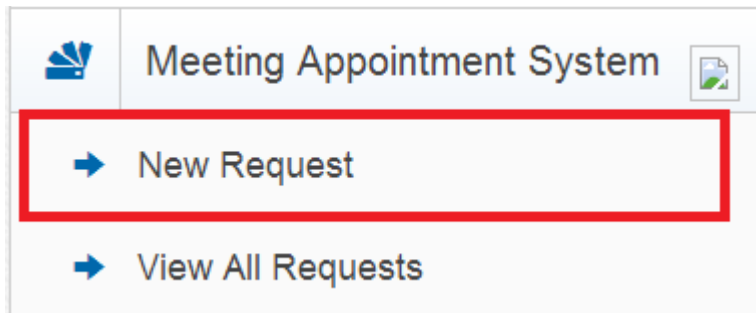 Meeting Appointment System
New Request
View All Requests